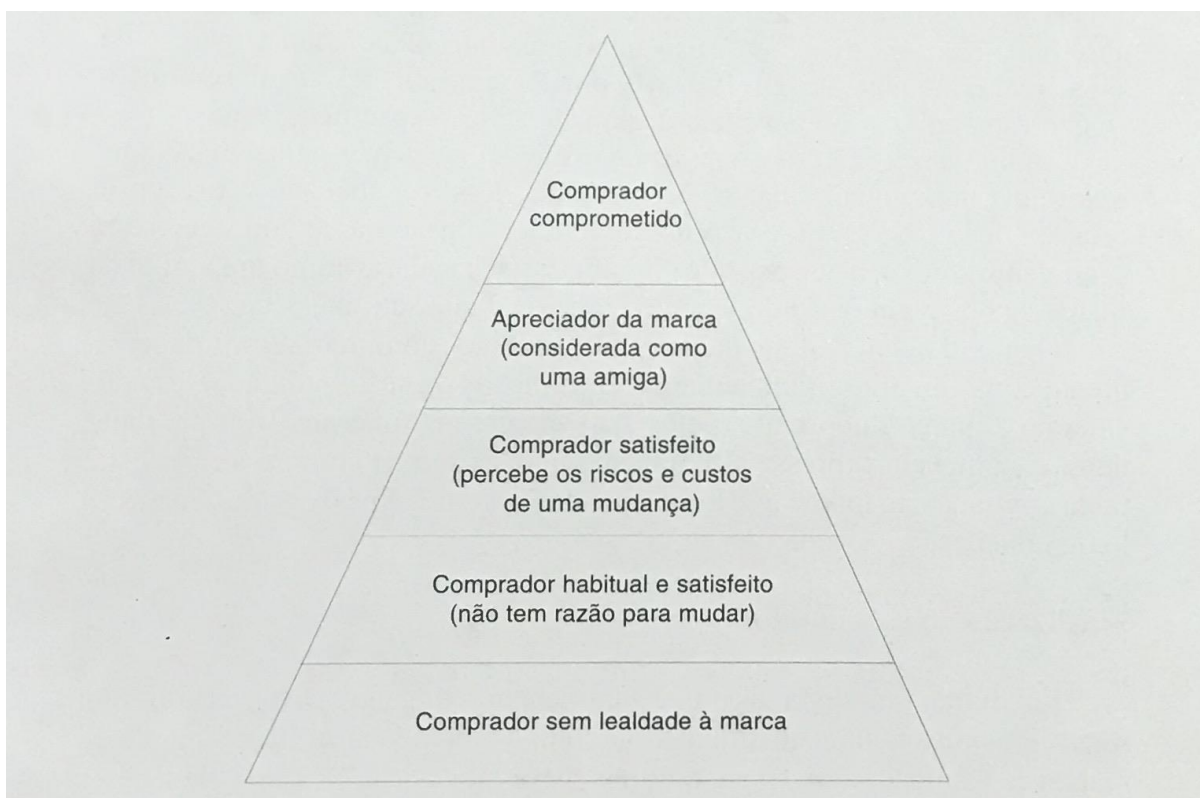 Comprador
comprometido
Apreciador da marca
(considerada como
uma amiga)
Comprador satisfeito
(percebe os riscos e custos
de uma mudança)
Comprador habitual e satisfeito
(não tem razão para mudar)
Comprador sem lealdade à marca